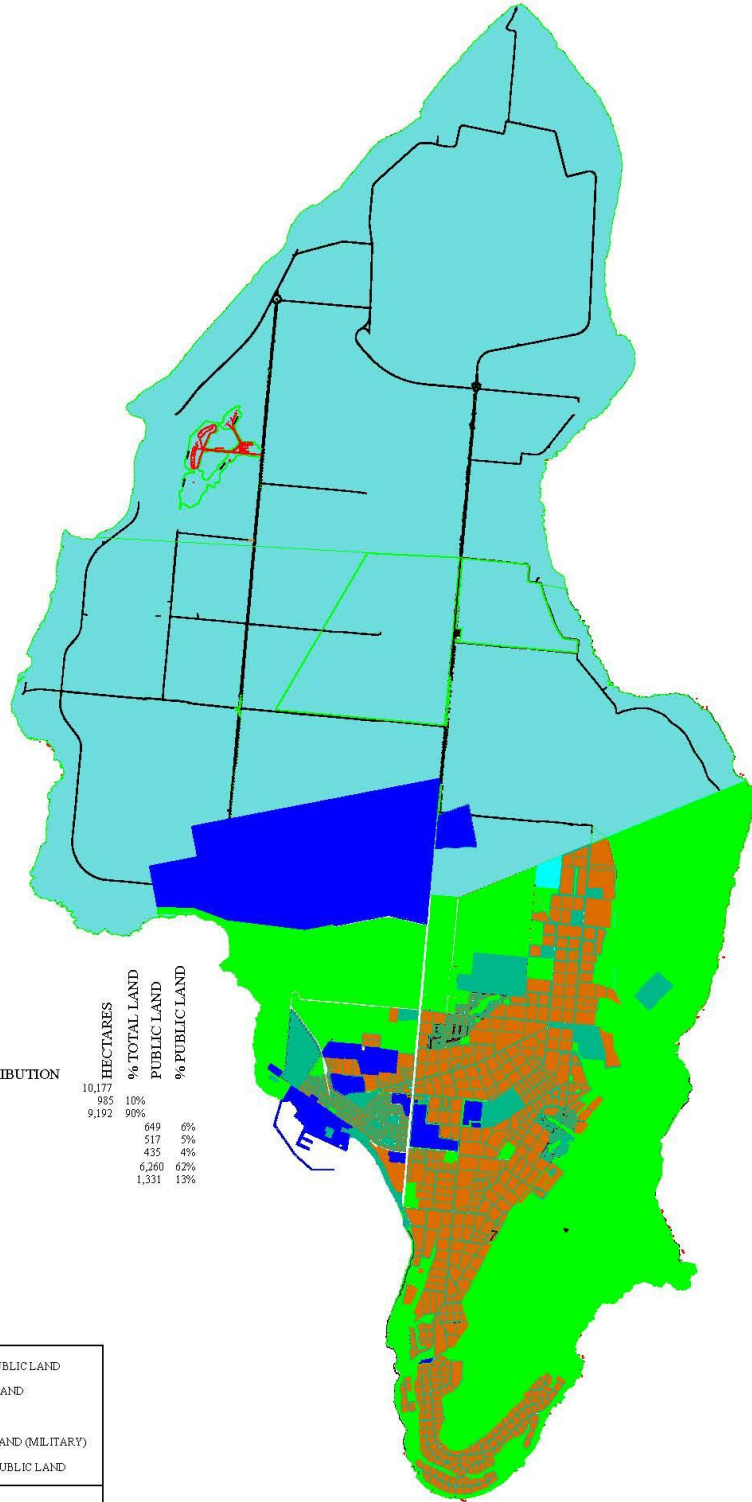 HECTARES
% TOTAL LAND
PUBLIC LAND
% PUBLIC LAND
IBUTION
10,177
985 10%
9,192 90%
649 6%
517 5%
435 4%
6,260 62%
1,331 13%
UBLIC LAND
AND
AND (MILITARY)
UBLIC LAND